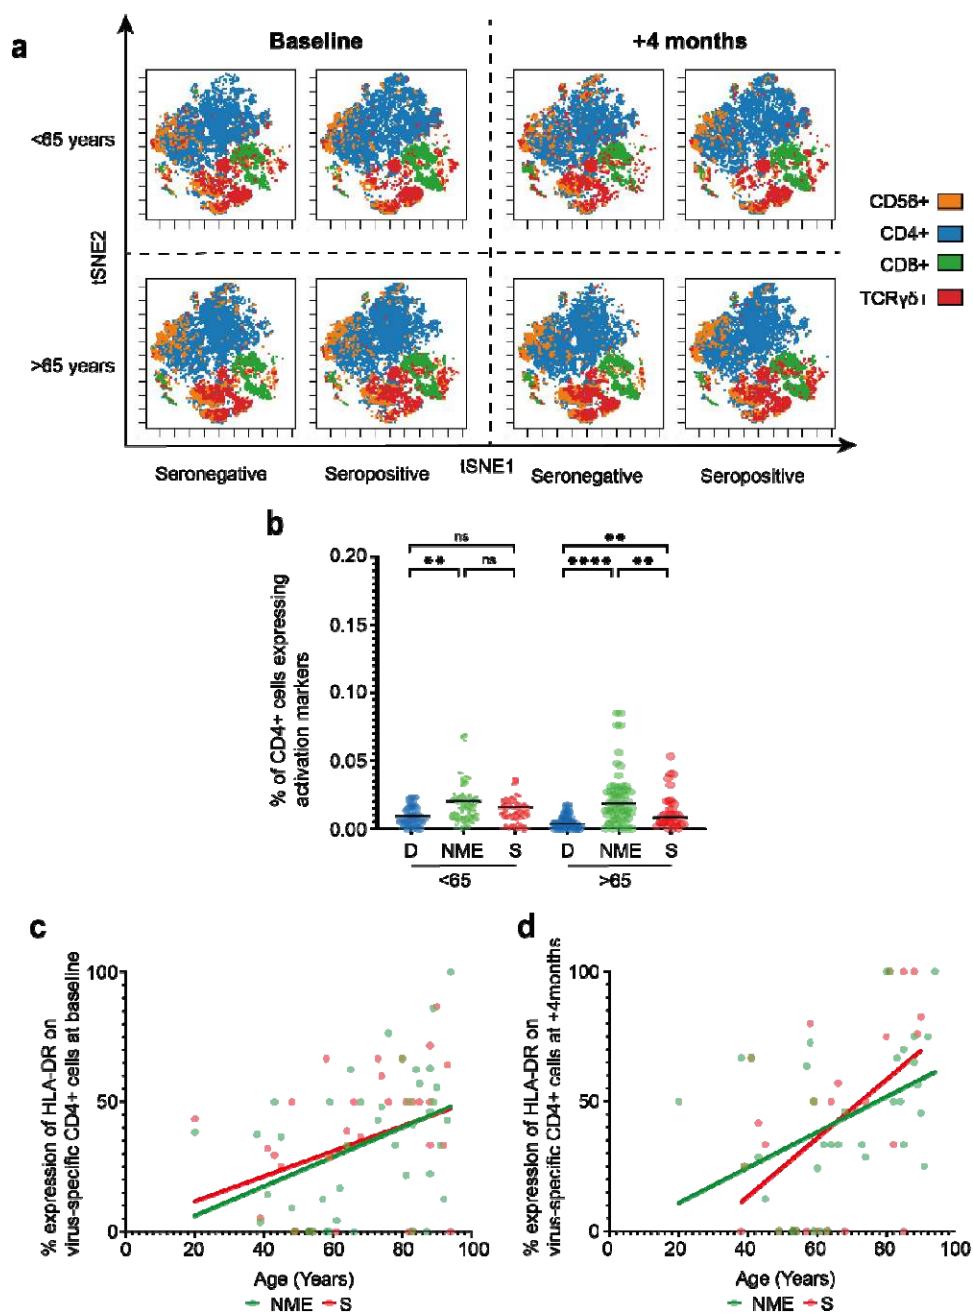 a
Baseline
+4 months
<65 years
>65 years
tSNE2
tSNE1
Seronegative
Seropositive
Seronegative
Seropositive
CD56+
CD4+
CD8+
TCRγδ+
b
% of CD4+ cells expressing
activation markers
0.20
0.15
0.10
0.05
0.00
ns
** ns
**
**** **
D NME S D NME S
<65 >65
c
% expression of HLA-DR on
virus-specific CD4+ cells at baseline
100
50
0
0 20 40 60 80 100
Age (Years)
NME S
d
% expression of HLA-DR on
virus-specific CD4+ cells at +4months
100
50
0
0 20 40 60 80 100
Age (Years)
NME S